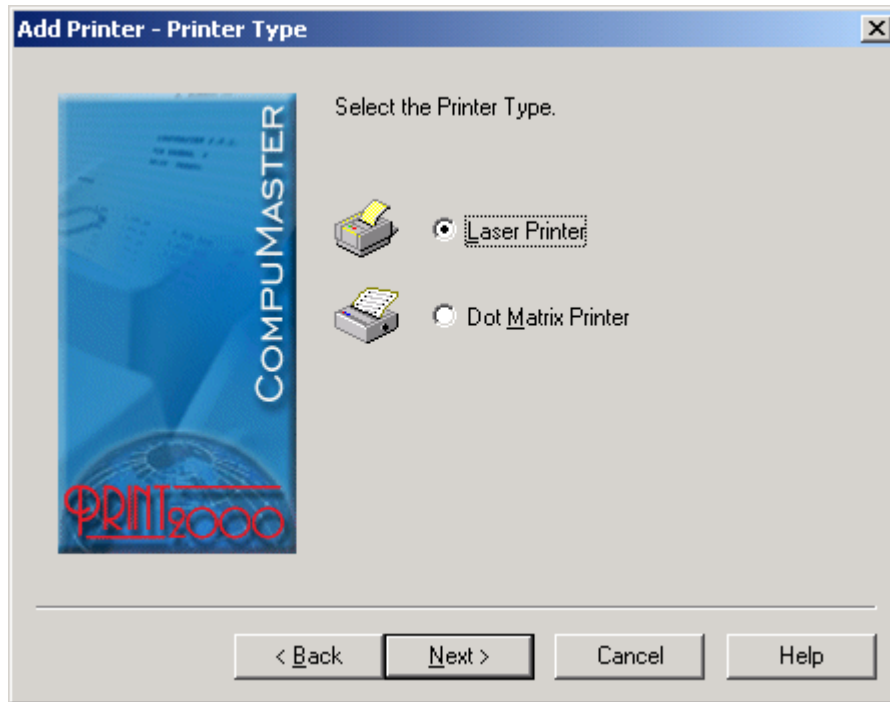 Add Printer - Printer Type
Select the Printer Type.
COMPUMASTER
Laser Printer
Dot Matrix Printer
PRINT2000
< Back
Next >
Cancel
Help